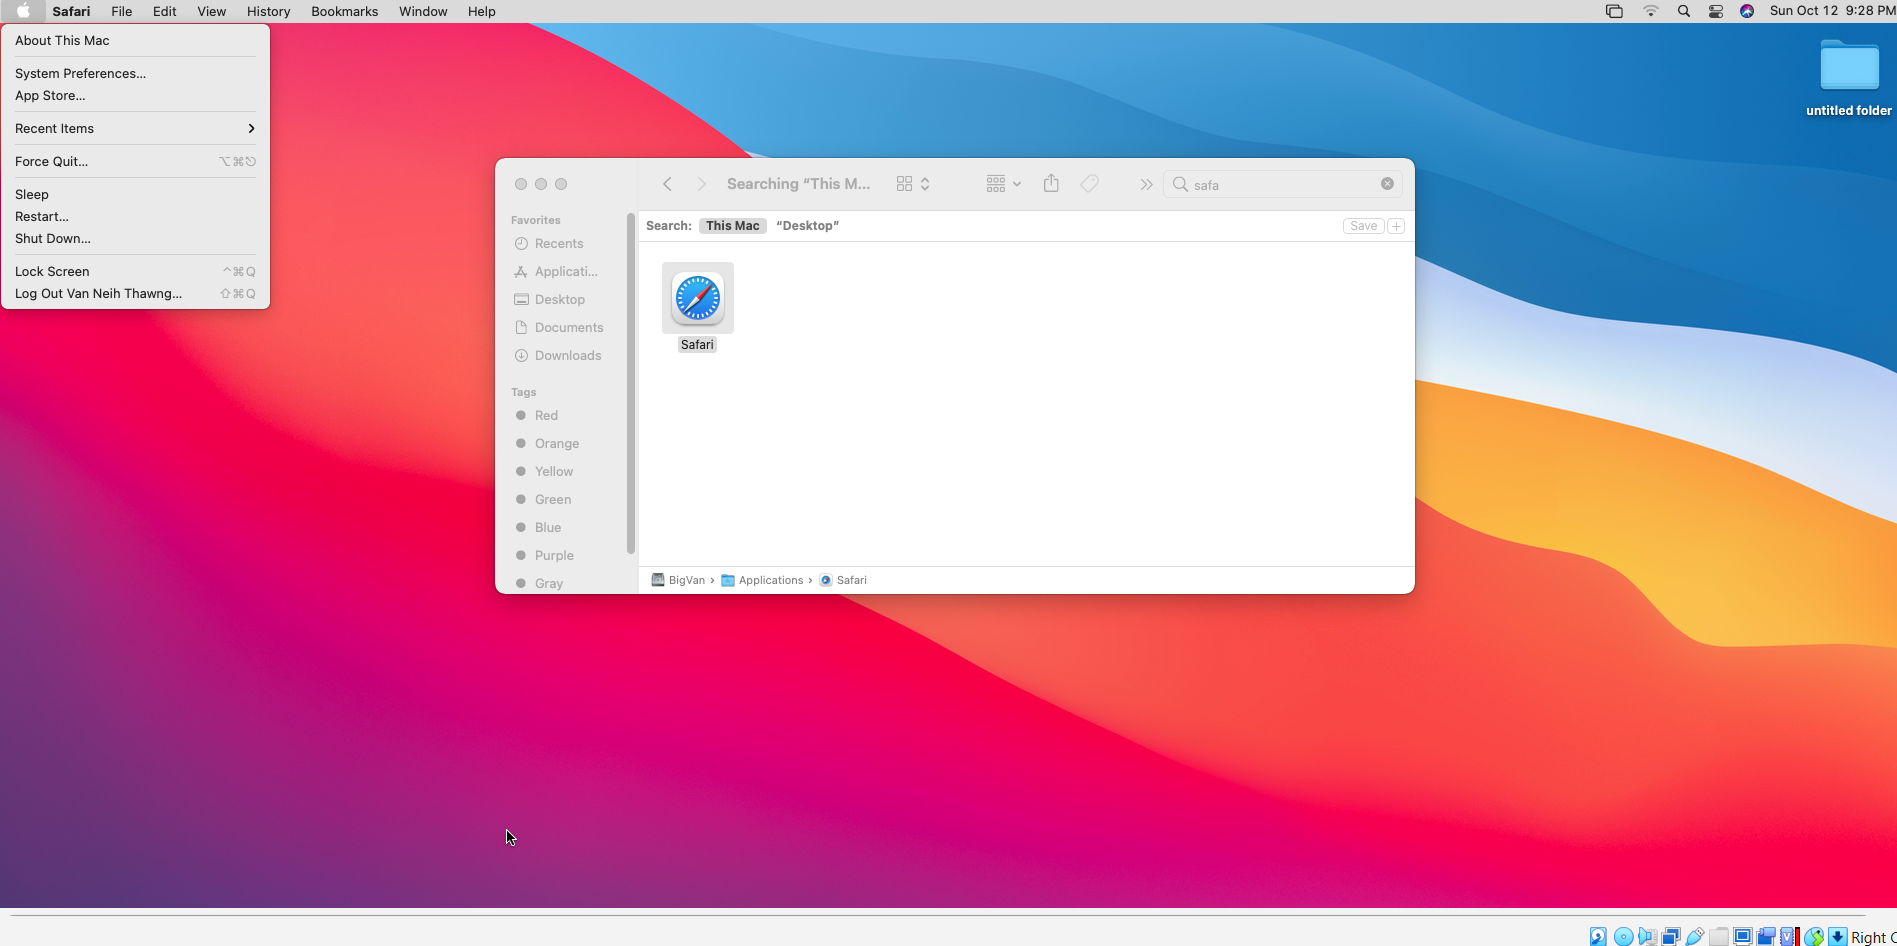 Safari File Edit View History Bookmarks Window Help Sun Oct 12 9:28 PM
About This Mac
System Preferences...
App Store...
Recent Items
Force Quit... ⌥⌘⎋
Sleep
Restart...
Shut Down...
Lock Screen ^⌘Q
Log Out Van Neih Thawng... ⇧⌘Q
untitled folder
Searching “This M... safa
Search: This Mac “Desktop” Save +
Favorites
Recents
Applicati...
Desktop
Documents
Downloads
Tags
Red
Orange
Yellow
Green
Blue
Purple
Gray
Safari
BigVan › Applications › Safari
Right